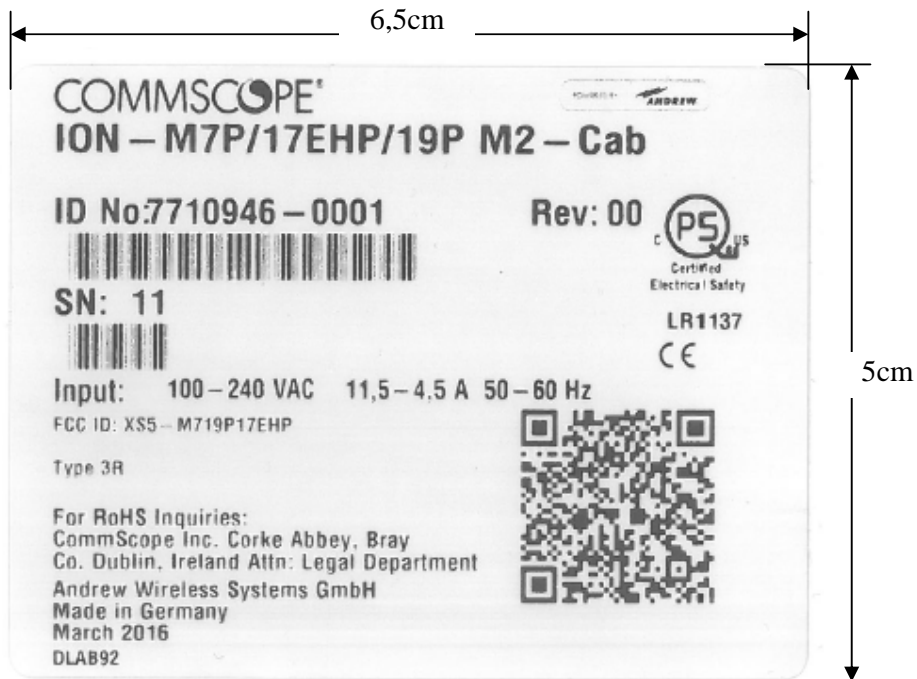 6,5cm
COMMSCOPE®
ANDREW
ION – M7P/17EHP/19P M2 – Cab
ID No:7710946–0001
Rev: 00
PS
C US
Certified
Electrical Safety
SN: 11
LR1137
CE
5cm
Input: 100–240 VAC 11,5–4,5 A 50–60 Hz
FCC ID: XS5–M719P17EHP
Type 3R
For RoHS Inquiries:
CommScope Inc. Corke Abbey, Bray
Co. Dublin, Ireland Attn: Legal Department
Andrew Wireless Systems GmbH
Made in Germany
March 2016
DLAB92